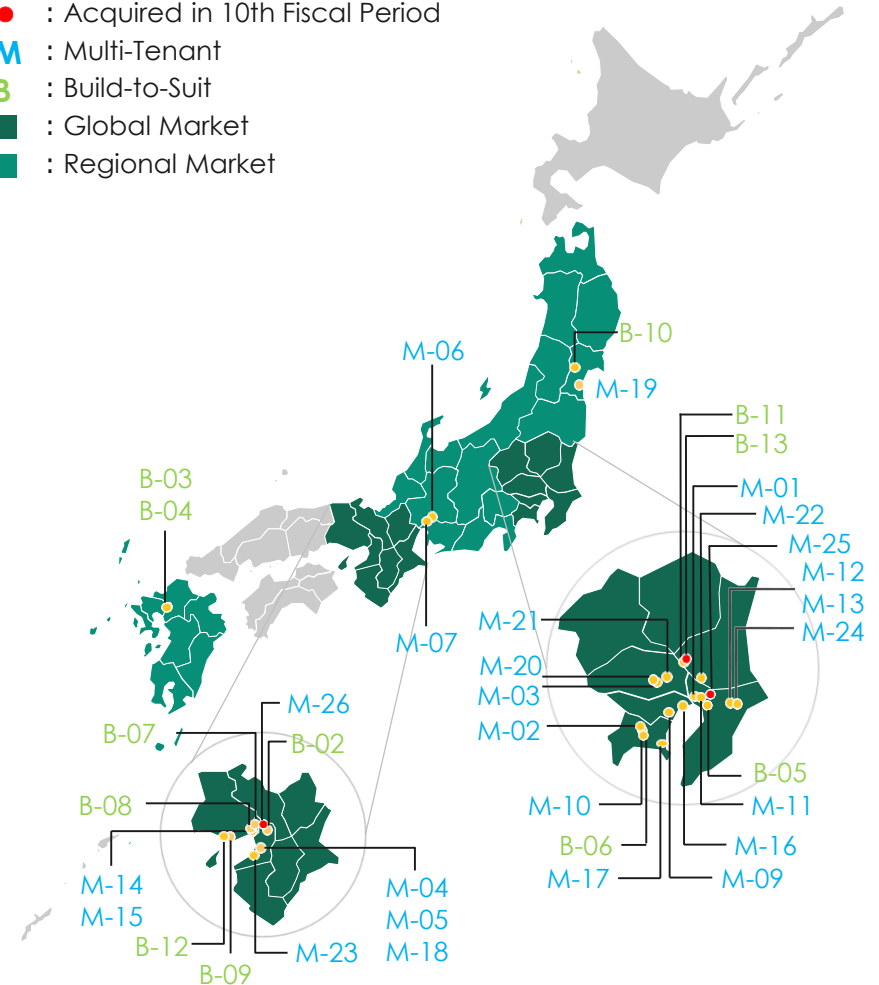 : Acquired in 10th Fiscal Period
M : Multi-Tenant
B : Build-to-Suit
: Global Market
: Regional Market
B-10
M-06
M-19
B-11
B-13
B-03
M-01
B-04
M-22
M-25
M-12
M-13
M-21
M-24
M-07
M-20
M-03
M-26
M-02
B-07
B-02
B-05
B-08
M-10
M-11
B-06
M-16
M-17
M-09
M-14
M-04
M-15
M-05
B-12
M-23
M-18
B-09